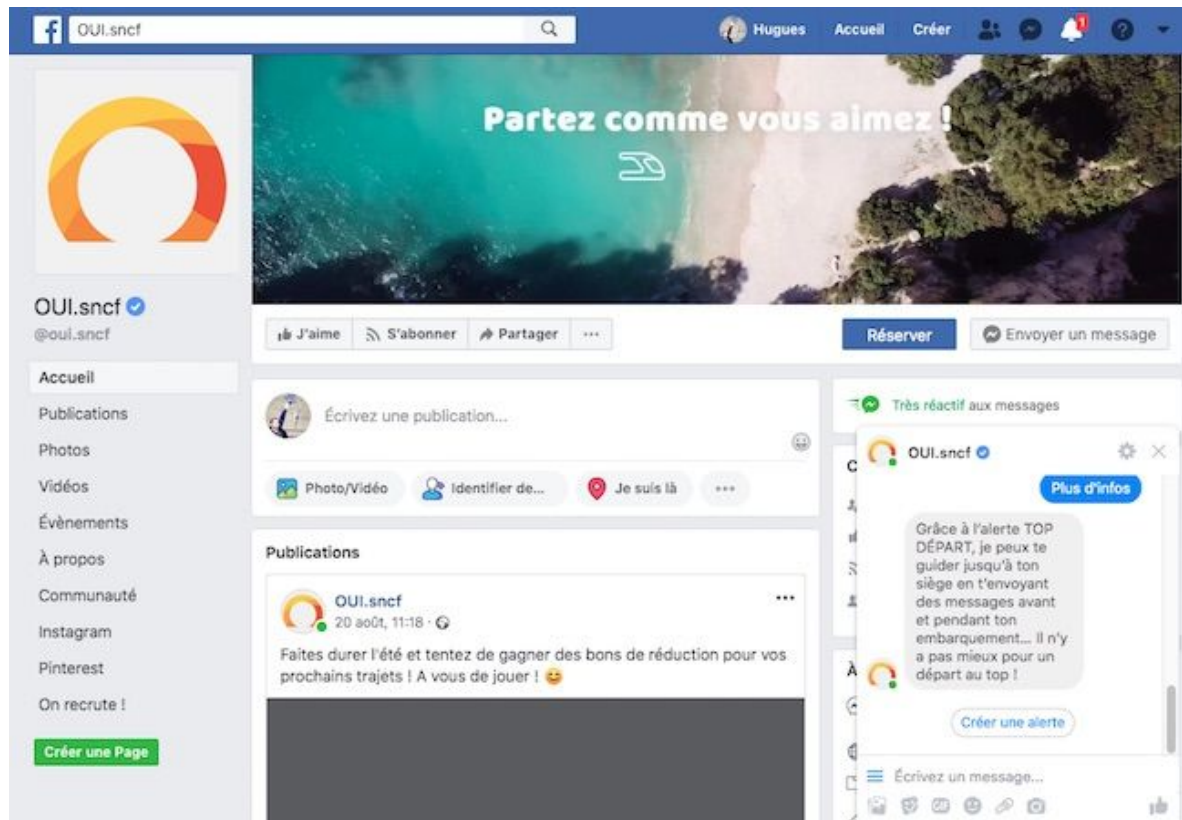 OUI.sncf
Hugues
Accueil
Créer
1
Partez comme vous aimez !
OUI.sncf
@oui.sncf
J'aime
S'abonner
Partager
Réserver
Envoyer un message
Accueil
Publications
Photos
Vidéos
Évènements
À propos
Communauté
Instagram
Pinterest
On recrute !
Créer une Page
Écrivez une publication...
Photo/Vidéo
Identifier de...
Je suis là
Publications
OUI.sncf
20 août, 11:18
Faites durer l'été et tentez de gagner des bons de réduction pour vos
prochains trajets ! A vous de jouer !
Très réactif aux messages
C
À
OUI.sncf
Plus d'infos
Grâce à l'alerte TOP
DÉPART, je peux te
guider jusqu'à ton
siège en t'envoyant
des messages avant
et pendant ton
embarquement... Il n'y
a pas mieux pour un
départ au top !
Créer une alerte
Écrivez un message...